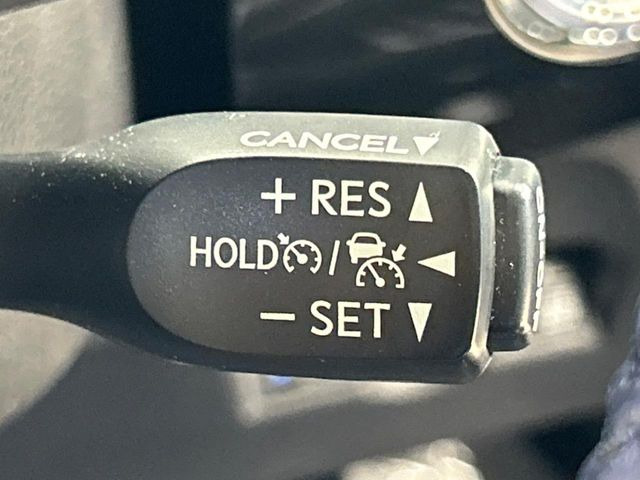 CANCEL▼
+ RES ▲
HOLD / ◄
− SET ▼